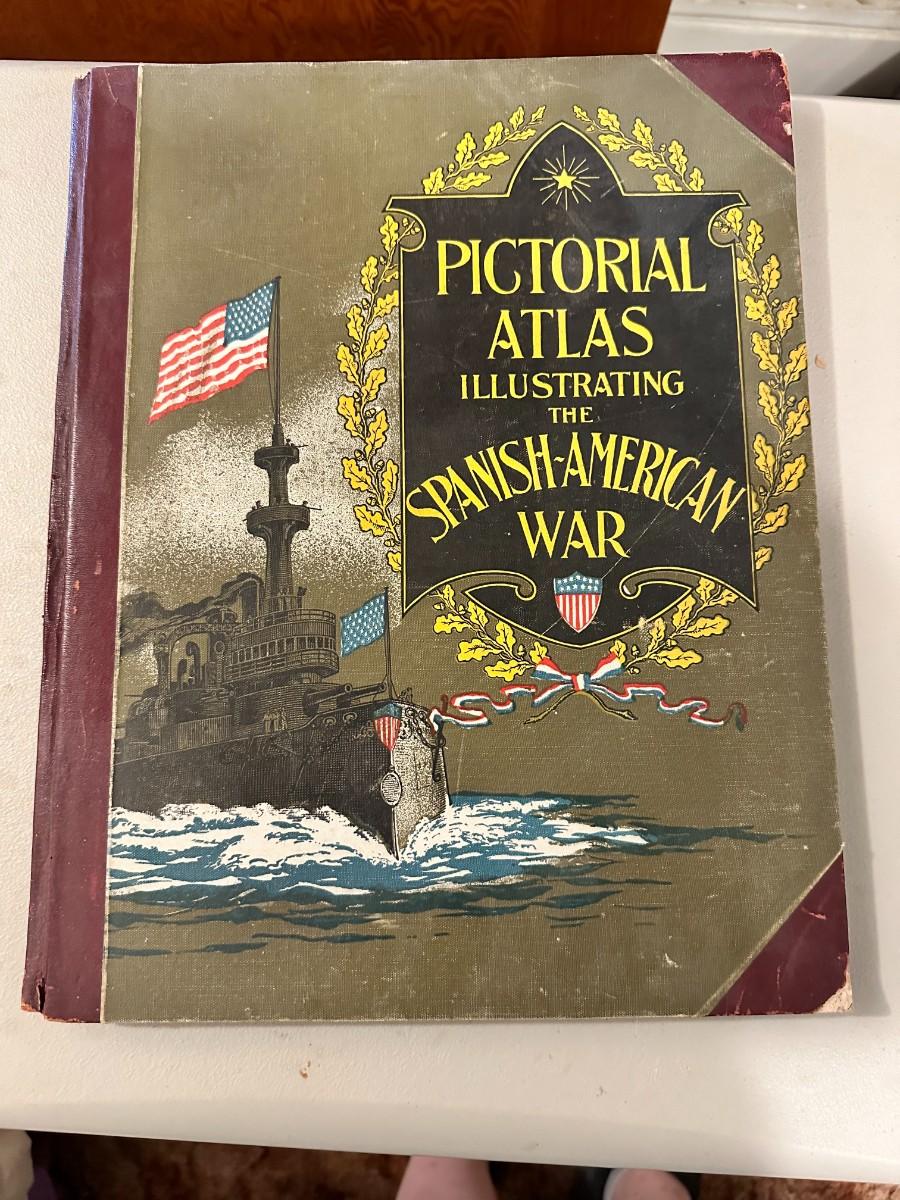 PICTORIAL
ATLAS
ILLUSTRATING
THE
SPANISH-AMERICAN
WAR